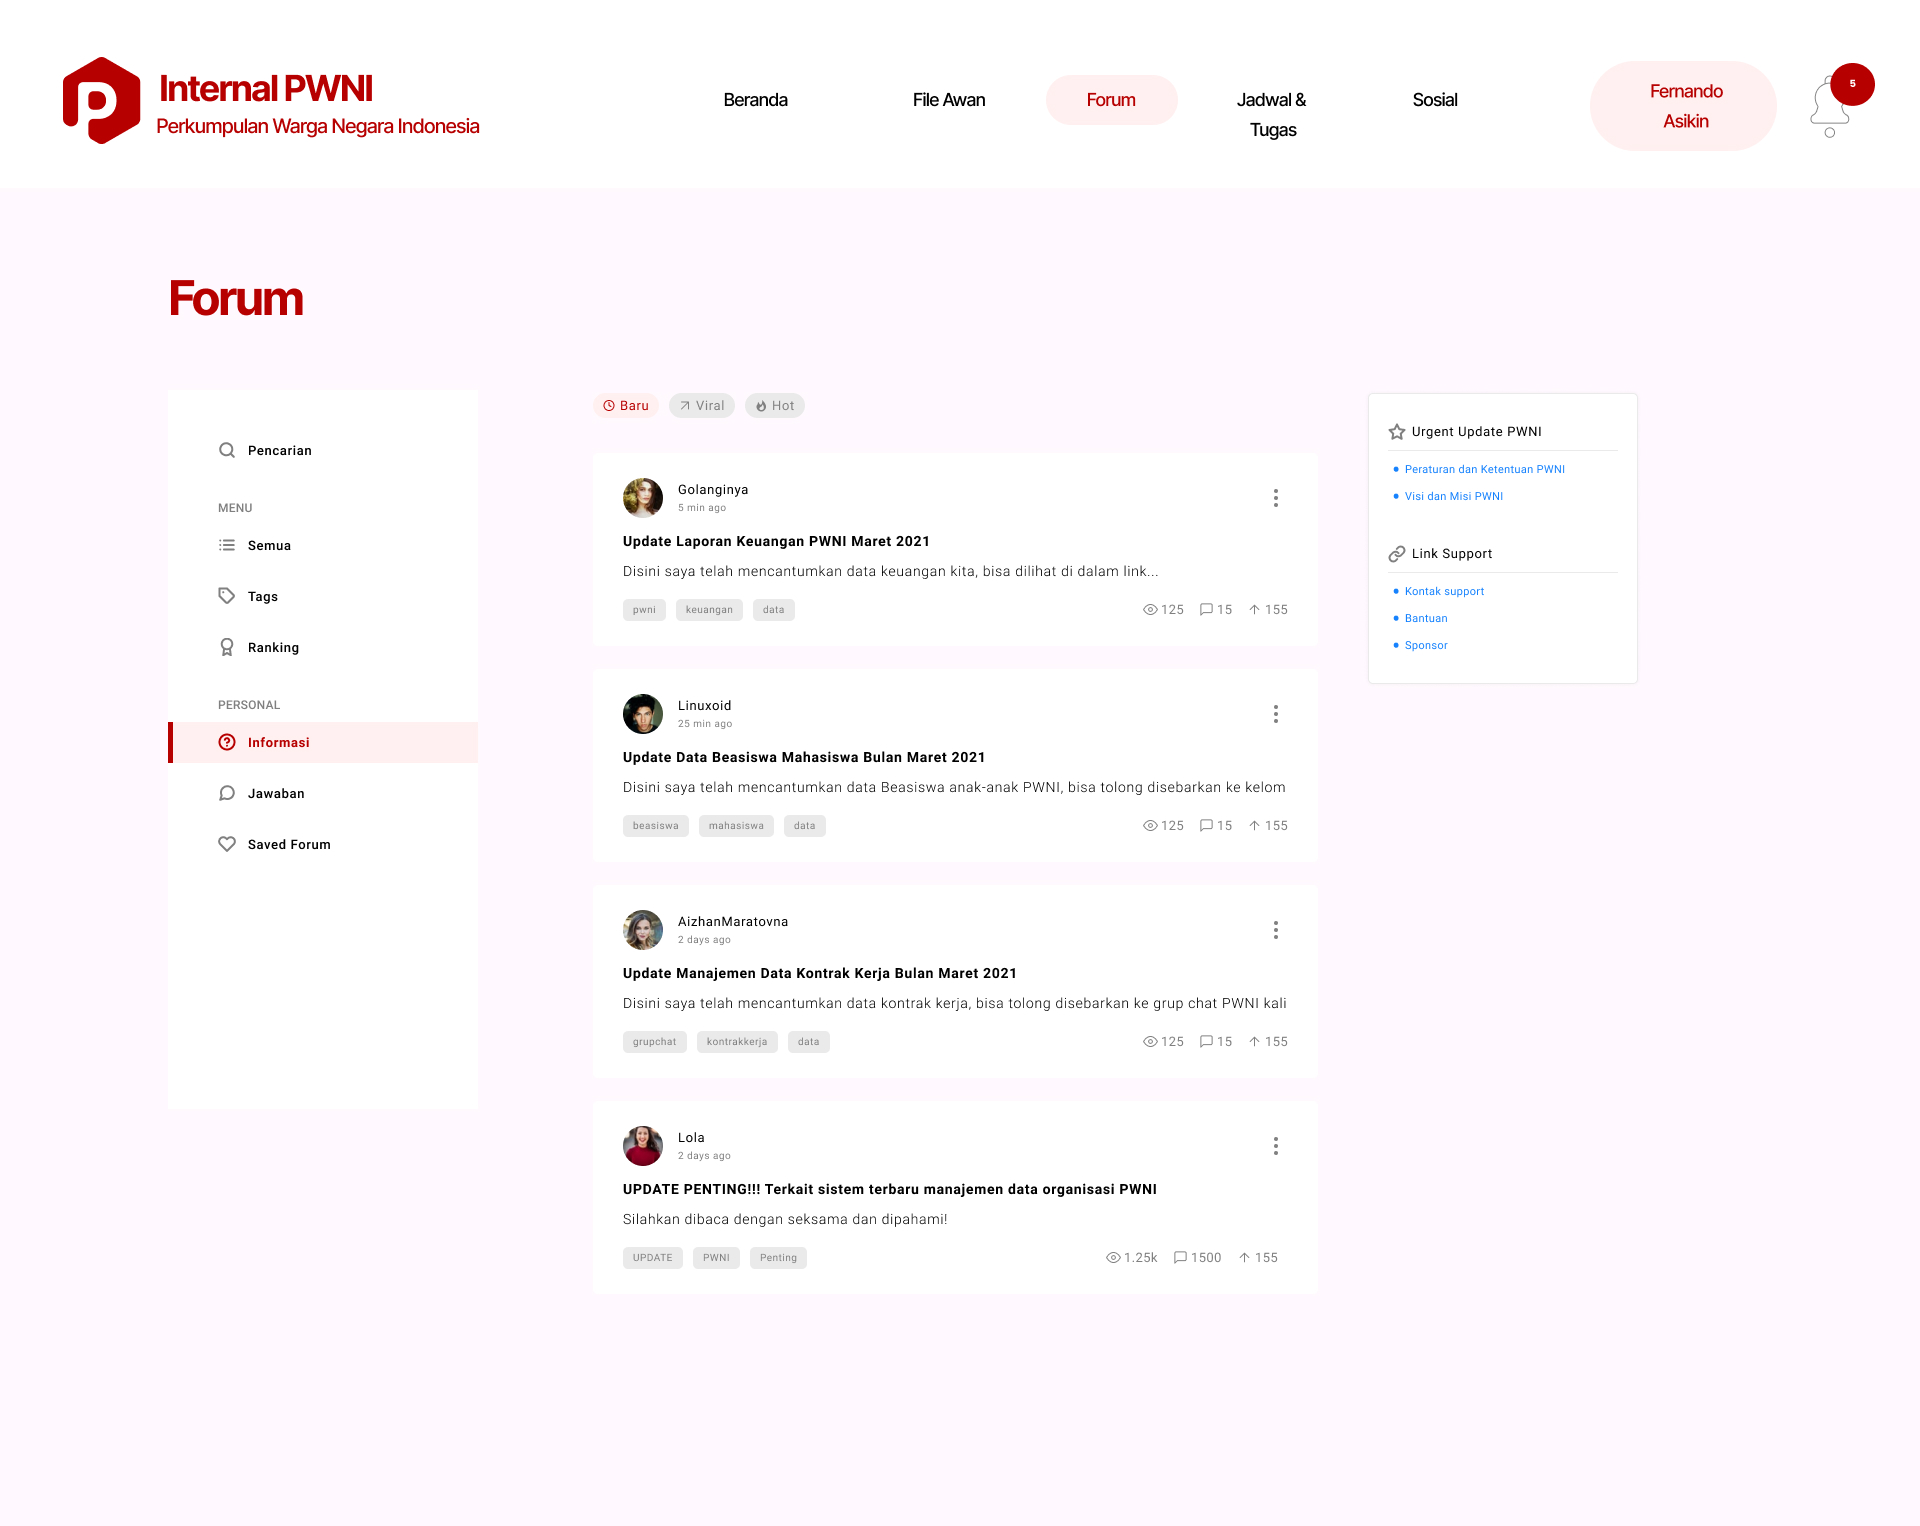 Internal PWNI
Perkumpulan Warga Negara Indonesia
Beranda
File Awan
Forum
Jadwal &
Tugas
Sosial
Fernando
Asikin
5
Forum
Pencarian
MENU
Semua
Tags
Ranking
PERSONAL
Informasi
Jawaban
Saved Forum
Baru
Viral
Hot
Golanginya
5 min ago
Update Laporan Keuangan PWNI Maret 2021
Disini saya telah mencantumkan data keuangan kita, bisa dilihat di dalam link...
pwni
keuangan
data
125
15
155
Linuxoid
25 min ago
Update Data Beasiswa Mahasiswa Bulan Maret 2021
Disini saya telah mencantumkan data Beasiswa anak-anak PWNI, bisa tolong disebarkan ke kelom
beasiswa
mahasiswa
data
125
15
155
AizhanMaratovna
2 days ago
Update Manajemen Data Kontrak Kerja Bulan Maret 2021
Disini saya telah mencantumkan data kontrak kerja, bisa tolong disebarkan ke grup chat PWNI kali
grupchat
kontrakkerja
data
125
15
155
Lola
2 days ago
UPDATE PENTING!!! Terkait sistem terbaru manajemen data organisasi PWNI
Silahkan dibaca dengan seksama dan dipahami!
UPDATE
PWNI
Penting
1.25k
1500
155
Urgent Update PWNI
Peraturan dan Ketentuan PWNI
Visi dan Misi PWNI
Link Support
Kontak support
Bantuan
Sponsor